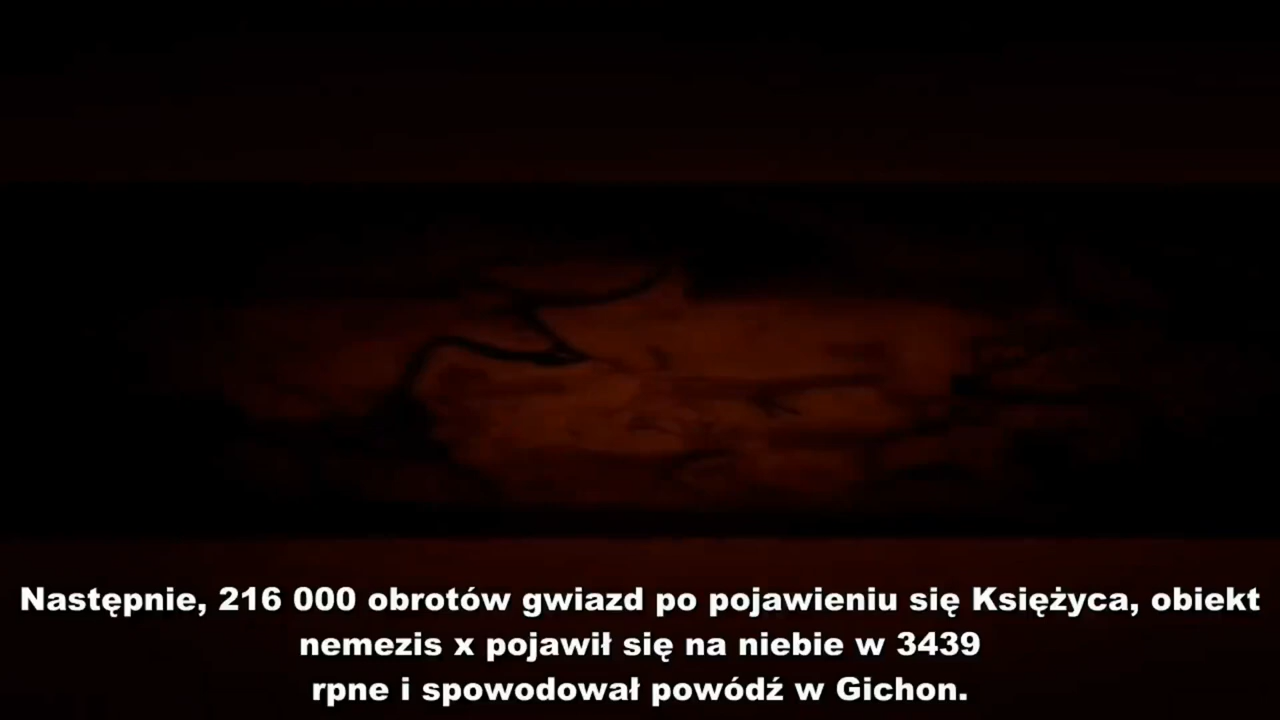 Następnie, 216 000 obrotów gwiazd po pojawieniu się Księżyca, obiekt
nemezis x pojawił się na niebie w 3439
rpne i spowodował powódź w Gichon.